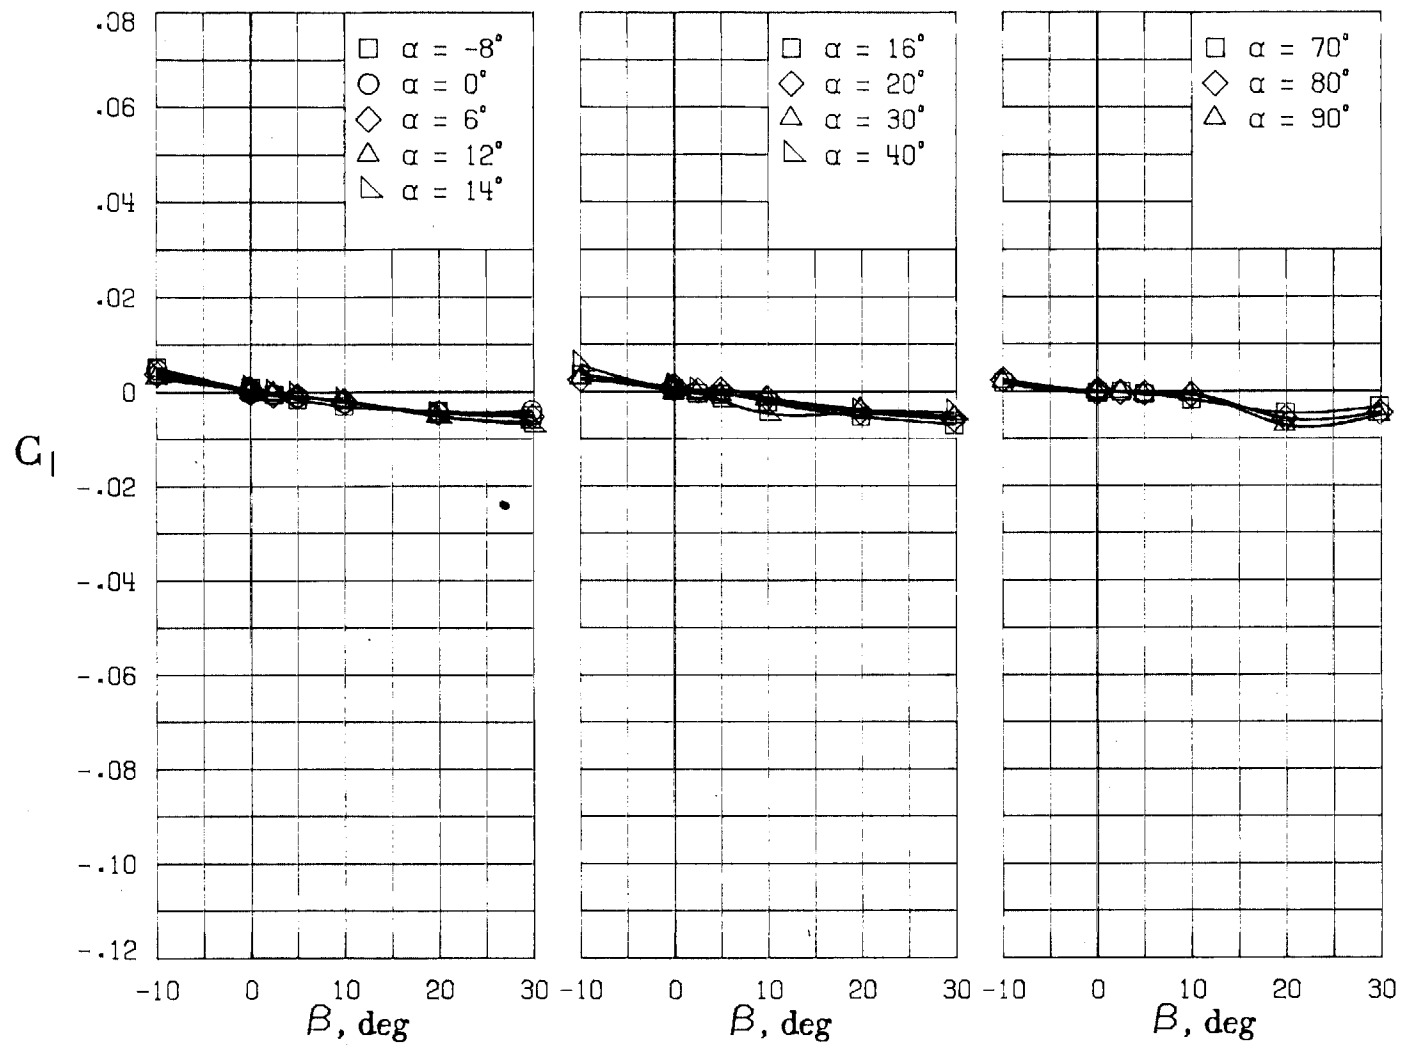 .08
.06
.04
.02
0
-.02
-.04
-.06
-.08
-.10
-.12
C₁
α = -8°
α = 0°
α = 6°
α = 12°
α = 14°
α = 16°
α = 20°
α = 30°
α = 40°
α = 70°
α = 80°
α = 90°
-10 0 10 20 30
-10 0 10 20 30
-10 0 10 20 30
β, deg
β, deg
β, deg